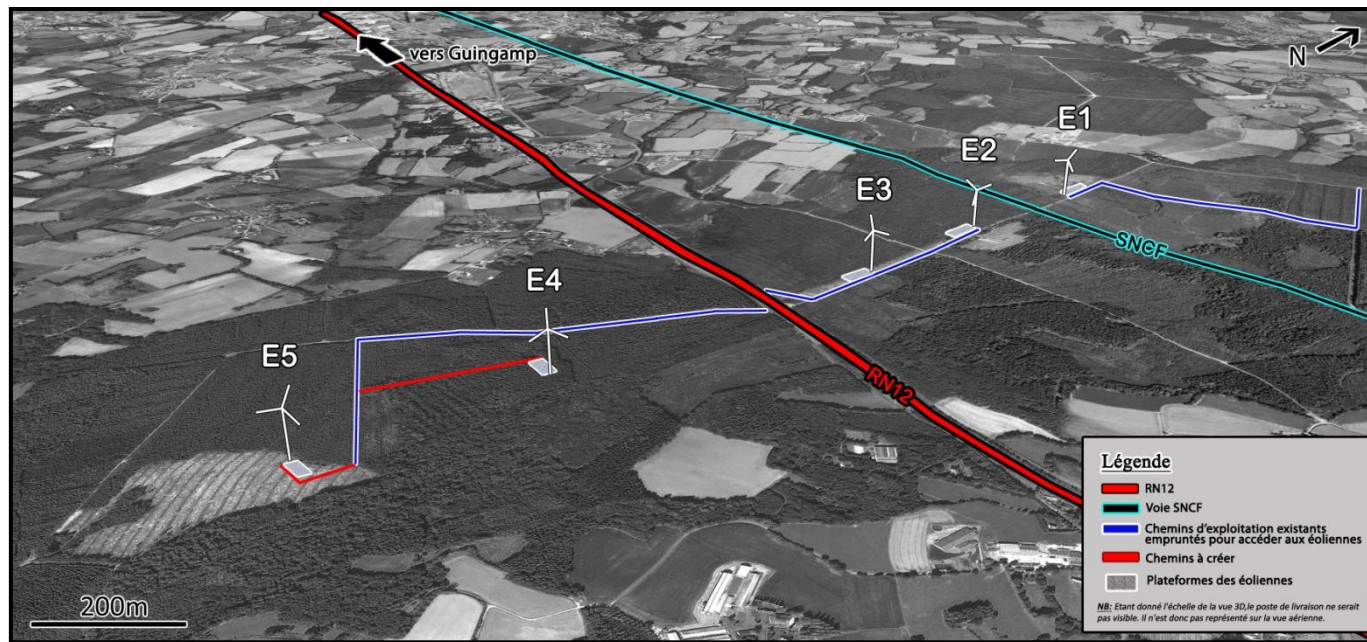 vers Guingamp
N
E1
E2
E3
SNCF
E4
E5
RN12
Légende
RN12
Voie SNCF
Chemins d'exploitation existants
empruntés pour accéder aux éoliennes
Chemins à créer
Plateformes des éoliennes
NB: Etant donné l'échelle de la vue 3D,le poste de livraison ne serait
pas visible. Il n'est donc pas représenté sur la vue aérienne.
200m